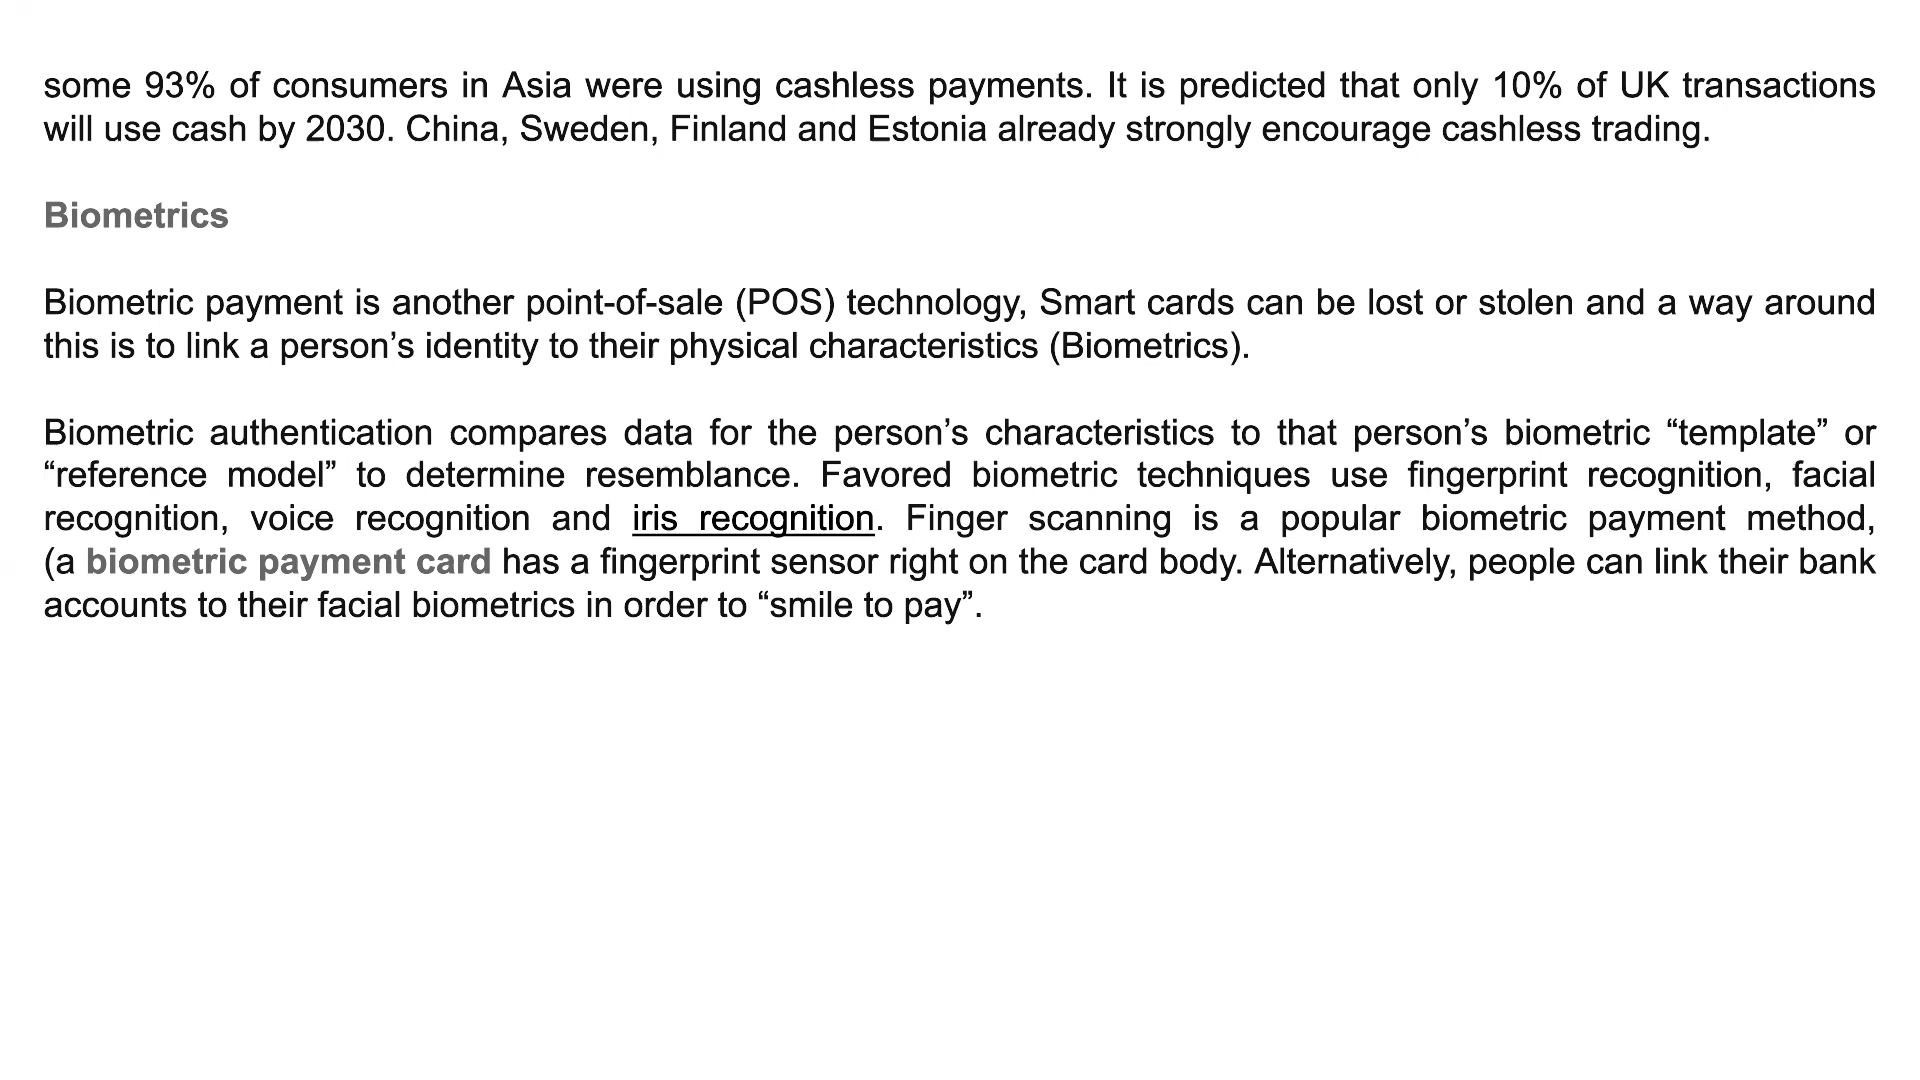 some 93% of consumers in Asia were using cashless payments. It is predicted that only 10% of UK transactions
will use cash by 2030. China, Sweden, Finland and Estonia already strongly encourage cashless trading.
Biometrics
Biometric payment is another point-of-sale (POS) technology, Smart cards can be lost or stolen and a way around
this is to link a person’s identity to their physical characteristics (Biometrics).
Biometric authentication compares data for the person’s characteristics to that person’s biometric “template” or
“reference model” to determine resemblance. Favored biometric techniques use fingerprint recognition, facial
recognition, voice recognition and iris recognition. Finger scanning is a popular biometric payment method,
(a biometric payment card has a fingerprint sensor right on the card body. Alternatively, people can link their bank
accounts to their facial biometrics in order to “smile to pay”.